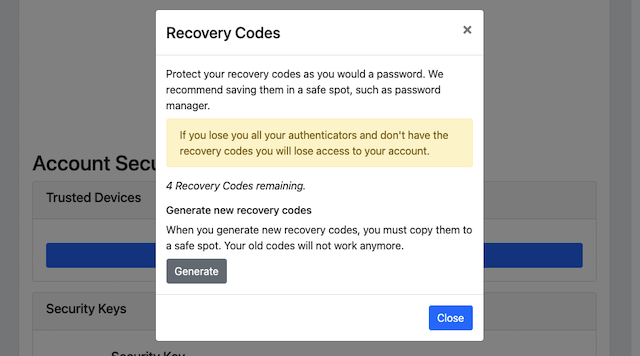 Recovery Codes ×
Protect your recovery codes as you would a password. We
recommend saving them in a safe spot, such as password
manager.
If you lose you all your authenticators and don't have the
recovery codes you will lose access to your account.
4 Recovery Codes remaining.
Generate new recovery codes
When you generate new recovery codes, you must copy them to
a safe spot. Your old codes will not work anymore.
Generate
Close
Account Secu
Trusted Devices
Security Keys
Security Key